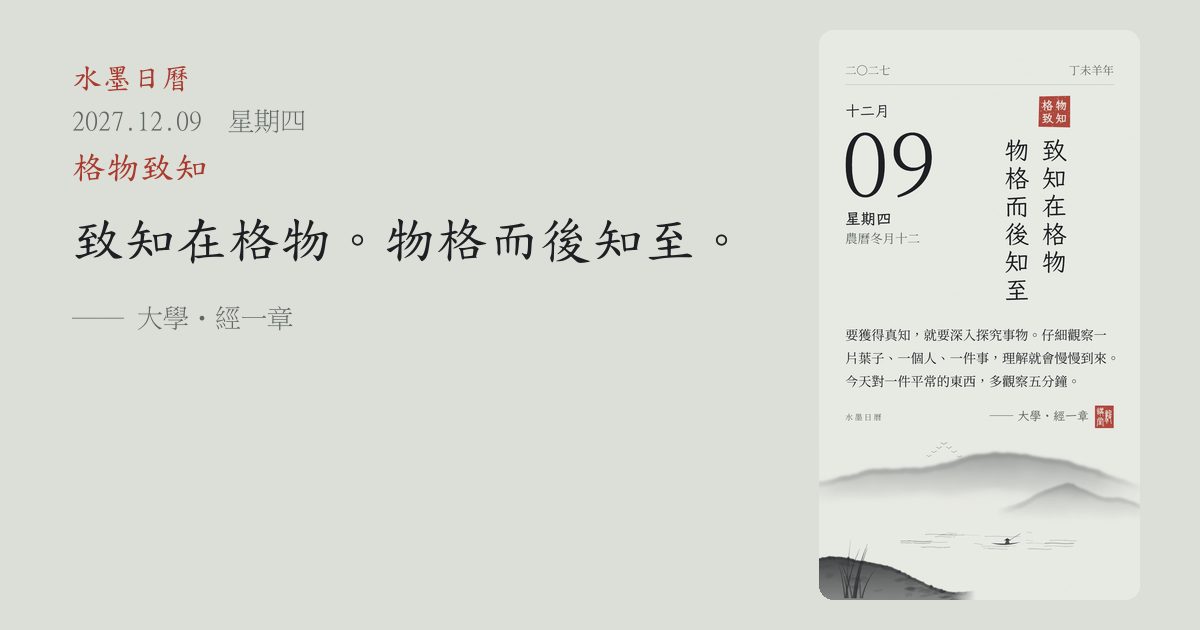 水墨日曆
2027.12.09 星期四
格物致知
致知在格物。物格而後知至。
—— 大學・經一章
二〇二七
丁未羊年
十二月
09
星期四
農曆冬月十二
格物致知
致知在格物
物格而後知至
要獲得真知，就要深入探究事物。仔細觀察一
片葉子、一個人、一件事，理解就會慢慢到來。
今天對一件平常的東西，多觀察五分鐘。
水墨日曆
—— 大學・經一章